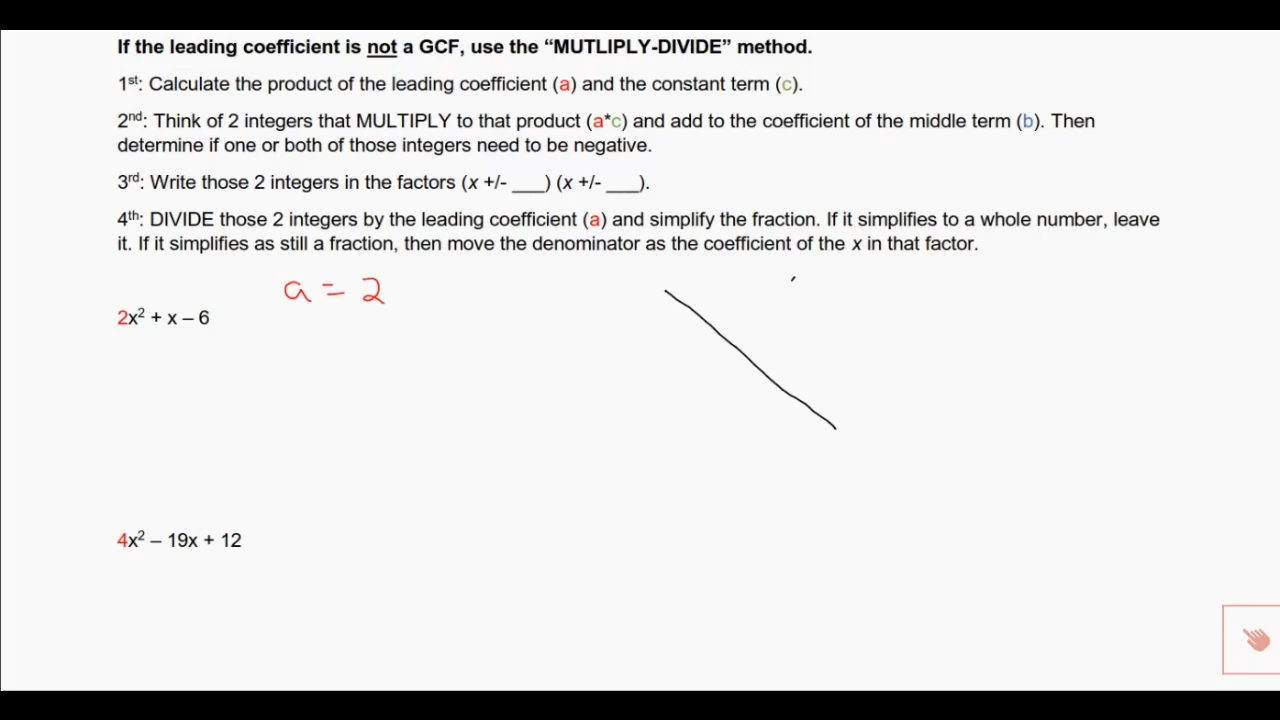 If the leading coefficient is not a GCF, use the “MUTLIPLY-DIVIDE” method.
1st: Calculate the product of the leading coefficient (a) and the constant term (c).
2nd: Think of 2 integers that MULTIPLY to that product (a*c) and add to the coefficient of the middle term (b). Then
determine if one or both of those integers need to be negative.
3rd: Write those 2 integers in the factors (x +/- ___) (x +/- ___).
4th: DIVIDE those 2 integers by the leading coefficient (a) and simplify the fraction. If it simplifies to a whole number, leave
it. If it simplifies as still a fraction, then move the denominator as the coefficient of the x in that factor.
a = 2
2x² + x – 6
4x² – 19x + 12